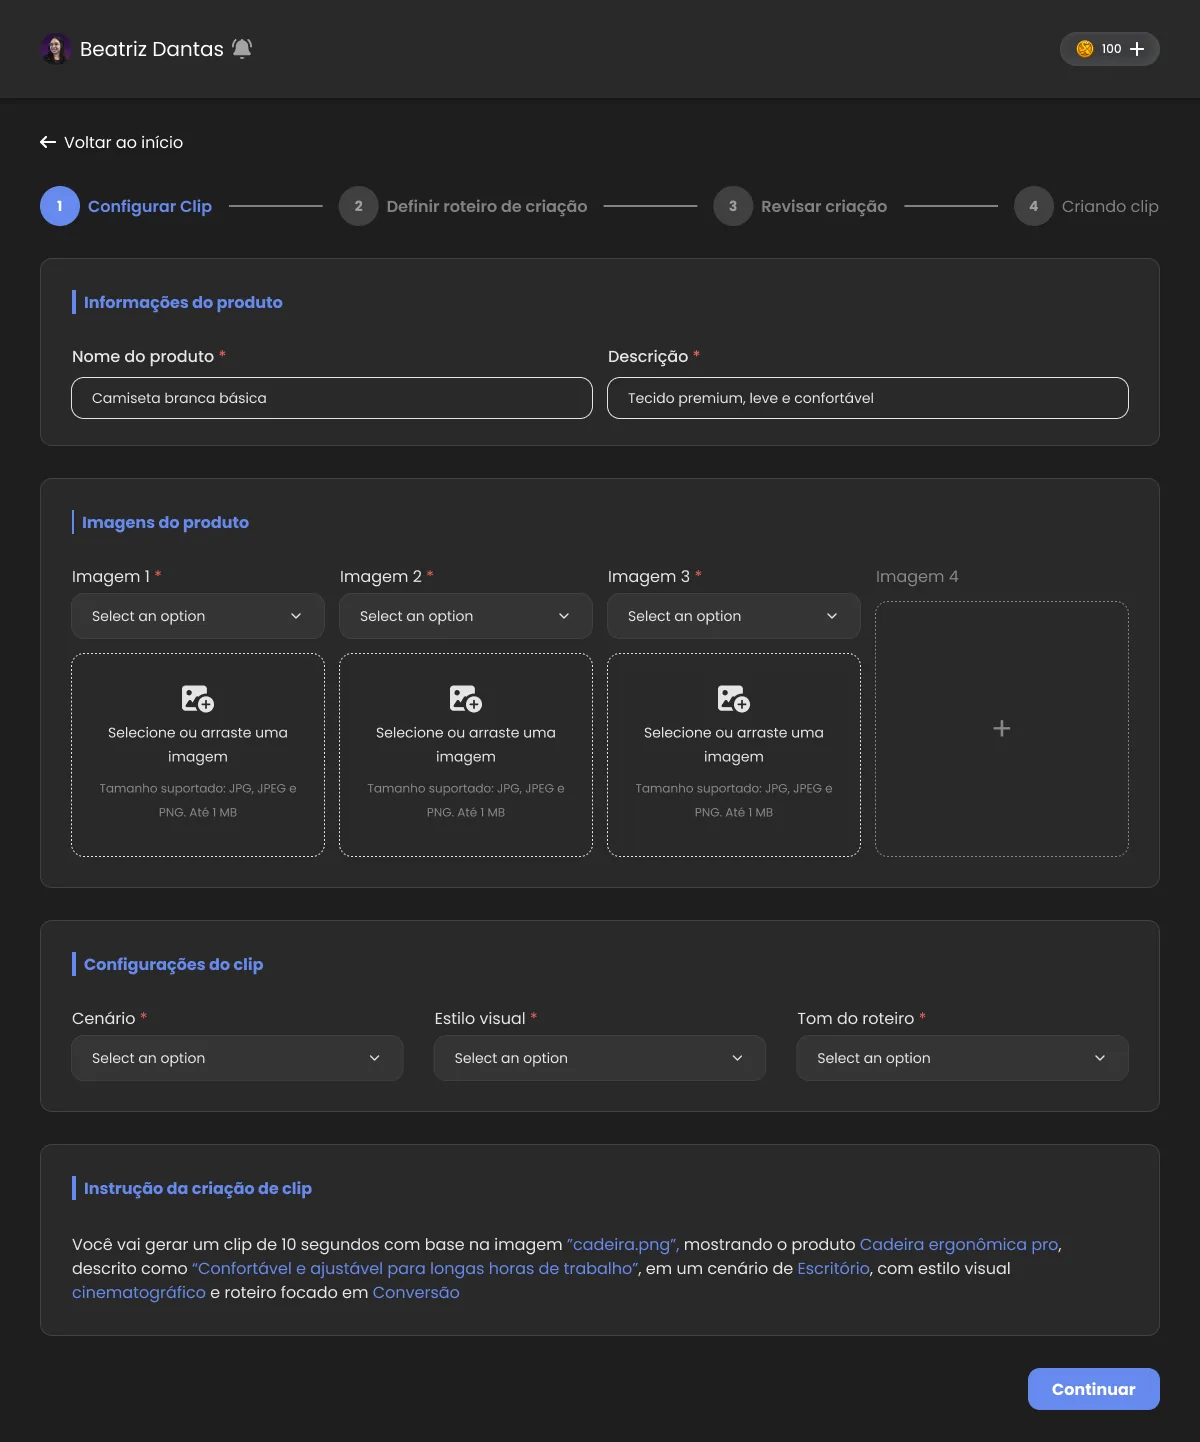 Beatriz Dantas
100
Voltar ao início
1 Configurar Clip
2 Definir roteiro de criação
3 Revisar criação
4 Criando clip
Informações do produto
Nome do produto *
Descrição *
Camiseta branca básica
Tecido premium, leve e confortável
Imagens do produto
Imagem 1 *
Imagem 2 *
Imagem 3 *
Imagem 4
Select an option
Select an option
Select an option
Selecione ou arraste uma
imagem
Tamanho suportado: JPG, JPEG e
PNG. Até 1 MB
Selecione ou arraste uma
imagem
Tamanho suportado: JPG, JPEG e
PNG. Até 1 MB
Selecione ou arraste uma
imagem
Tamanho suportado: JPG, JPEG e
PNG. Até 1 MB
Configurações do clip
Cenário *
Estilo visual *
Tom do roteiro *
Select an option
Select an option
Select an option
Instrução da criação de clip
Você vai gerar um clip de 10 segundos com base na imagem ”cadeira.png”, mostrando o produto Cadeira ergonômica pro,
descrito como “Confortável e ajustável para longas horas de trabalho”, em um cenário de Escritório, com estilo visual
cinematográfico e roteiro focado em Conversão
Continuar